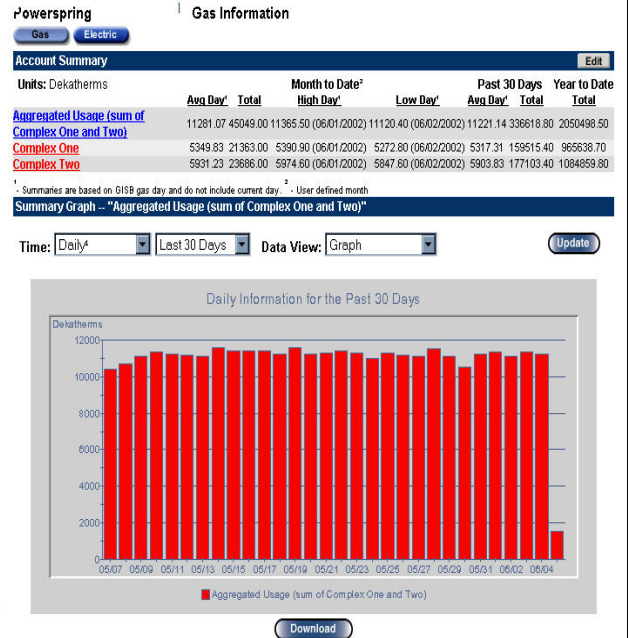 Powerspring
Gas Information
Gas Electric
Account Summary Edit
Units: Dekatherms Month to Date² Past 30 Days Year to Date
Avg Day¹ Total High Day¹ Low Day¹ Avg Day¹ Total Total
Aggregated Usage (sum of Complex One and Two) 11281.07 45049.00 11365.50 (06/01/2002) 11120.40 (06/02/2002) 11221.14 336618.80 2050498.50
Complex One 5349.83 21363.00 5390.90 (06/01/2002) 5272.80 (06/02/2002) 5317.31 159515.40 965638.70
Complex Two 5931.23 23686.00 5974.60 (06/01/2002) 5847.60 (06/02/2002) 5903.83 177103.40 1084859.80
¹ - Summaries are based on GISB gas day and do not include current day. ² - User defined month
Summary Graph -- "Aggregated Usage (sum of Complex One and Two)"
Time: Daily⁴ Last 30 Days Data View: Graph Update
Daily Information for the Past 30 Days
Dekatherms
12000
10000
8000
6000
4000
2000
0
05/07 05/09 05/11 05/13 05/15 05/17 05/19 05/21 05/23 05/25 05/27 05/29 05/31 06/02 06/04
Aggregated Usage (sum of Complex One and Two)
Download